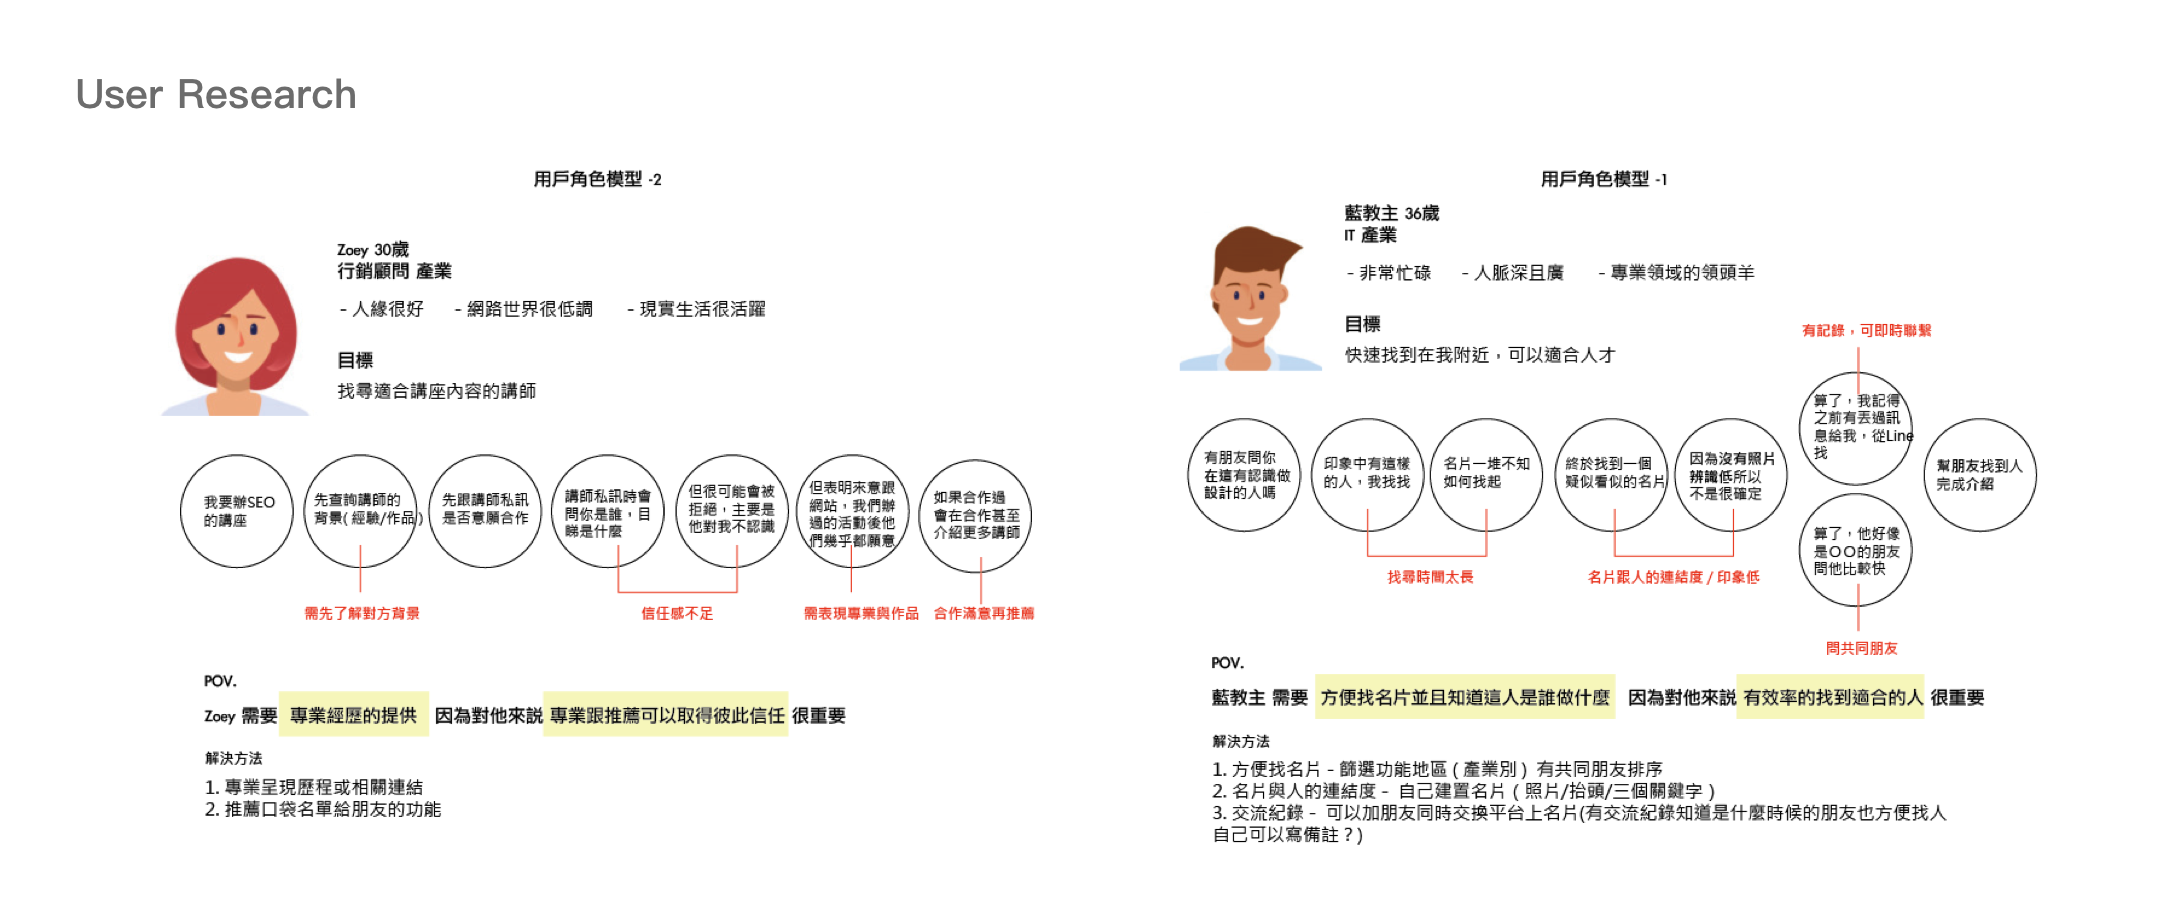 User Research
用戶角色模型 -2
Zoey 30歲
行銷顧問 產業
- 人緣很好 - 網路世界很低調 - 現實生活很活躍
目標
找尋適合講座內容的講師
我要辦SEO
的講座
先查詢講師的
背景( 經驗/作品)
先跟講師私訊
是否意願合作
講師私訊時會
問你是誰，目
睇是什麼
但很可能會被
拒絕，主要是
他對我不認識
但表明來意跟
網站，我們辦
過的活動後他
們幾乎都願意
如果合作過
會在合作甚至
介紹更多講師
需先了解對方背景
信任感不足
需表現專業與作品
合作滿意再推薦
POV.
Zoey 需要 專業經歷的提供 因為對他來說 專業跟推薦可以取得彼此信任 很重要
解決方法
1. 專業呈現歷程或相關連結
2. 推薦口袋名單給朋友的功能
用戶角色模型 -1
藍教主 36歲
IT 產業
- 非常忙碌 - 人脈深且廣 - 專業領域的領頭羊
目標
快速找到在我附近，可以適合人才
有記錄，可即時聯繫
有朋友問你
在這有認識做
設計的人嗎
印象中有這樣
的人，我找找
名片一堆不知
如何找起
終於找到一個
疑似看似的名片
因為沒有照片
辨識低所以
不是很確定
算了，我記得
之前有丟過訊
息給我，從Line
找
算了，他好像
是OO的朋友
問他比較快
幫朋友找到人
完成介紹
找尋時間太長
名片跟人的連結度 / 印象低
問共同朋友
POV.
藍教主 需要 方便找名片並且知道這人是誰做什麼 因為對他來說 有效率的找到適合的人 很重要
解決方法
1. 方便找名片 - 篩選功能地區 ( 產業別 ) 有共同朋友排序
2. 名片與人的連結度 - 自己建置名片 ( 照片/抬頭/三個關鍵字 )
3. 交流紀錄 - 可以加朋友同時交換平台上名片(有交流紀錄知道是什麼時候的朋友也方便找人
自己可以寫備註 ? )